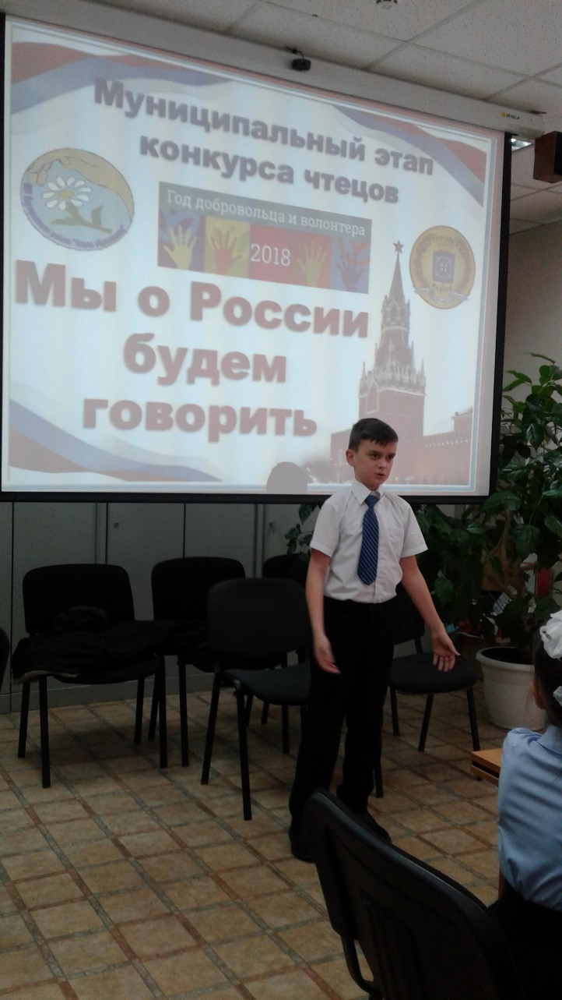 Муниципальный этап
конкурса чтецов
Год добровольца и волонтера
2018
Мы о России
будем
говорить